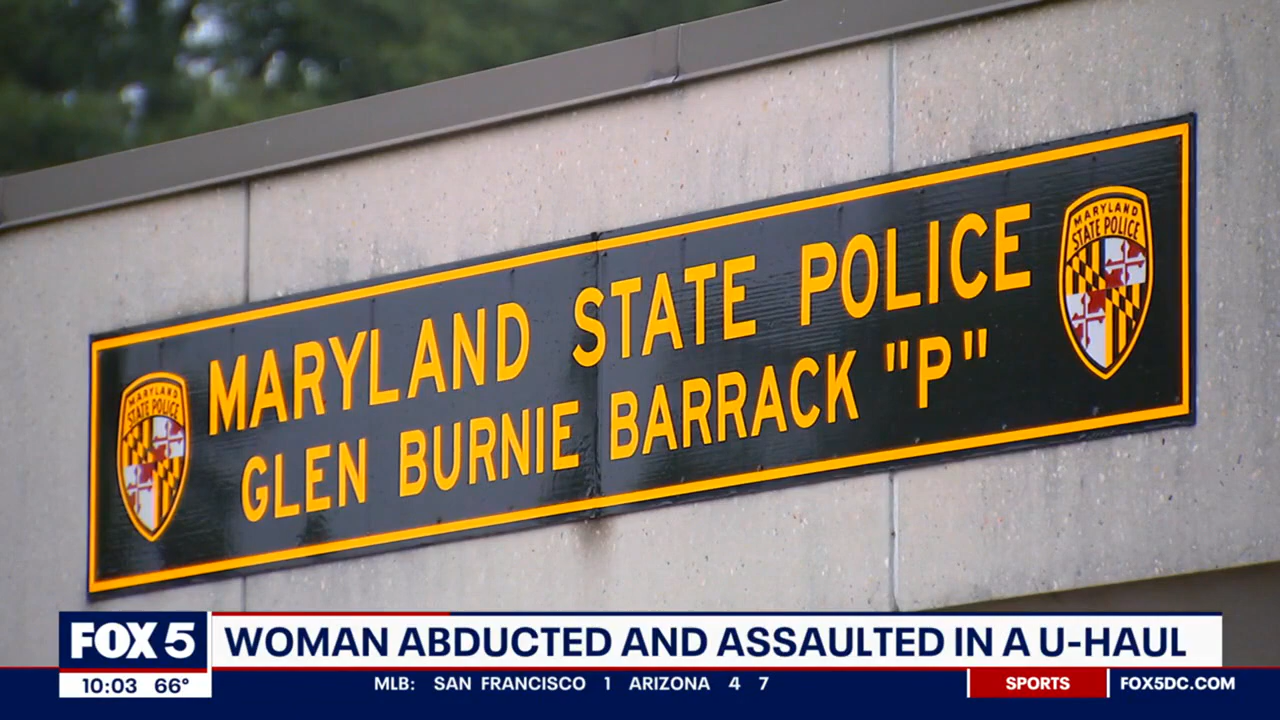 MARYLAND STATE POLICE
GLEN BURNIE BARRACK "P"
MARYLAND
STATE POLICE
MARYLAND
STATE POLICE
FOX 5
WOMAN ABDUCTED AND ASSAULTED IN A U-HAUL
10:03 66°
MLB: SAN FRANCISCO 1 ARIZONA 4 7
SPORTS
FOX5DC.COM